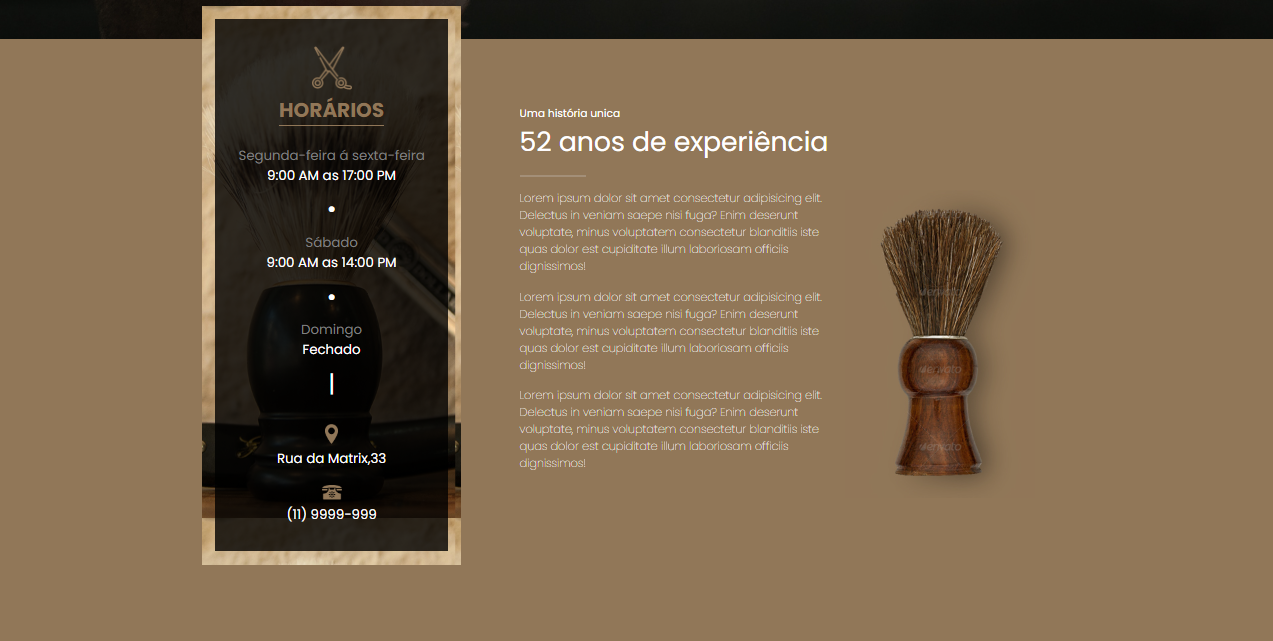 HORÁRIOS
Segunda-feira á sexta-feira
9:00 AM as 17:00 PM
Sábado
9:00 AM as 14:00 PM
Domingo
Fechado
Rua da Matrix,33
(11) 9999-999
Uma história unica
52 anos de experiência
Lorem ipsum dolor sit amet consectetur adipisicing elit.
Delectus in veniam saepe nisi fuga? Enim deserunt
voluptate, minus voluptatem consectetur blanditiis iste
quas dolor est cupiditate illum laboriosam officiis
dignissimos!
Lorem ipsum dolor sit amet consectetur adipisicing elit.
Delectus in veniam saepe nisi fuga? Enim deserunt
voluptate, minus voluptatem consectetur blanditiis iste
quas dolor est cupiditate illum laboriosam officiis
dignissimos!
Lorem ipsum dolor sit amet consectetur adipisicing elit.
Delectus in veniam saepe nisi fuga? Enim deserunt
voluptate, minus voluptatem consectetur blanditiis iste
quas dolor est cupiditate illum laboriosam officiis
dignissimos!
envato
envato
envato